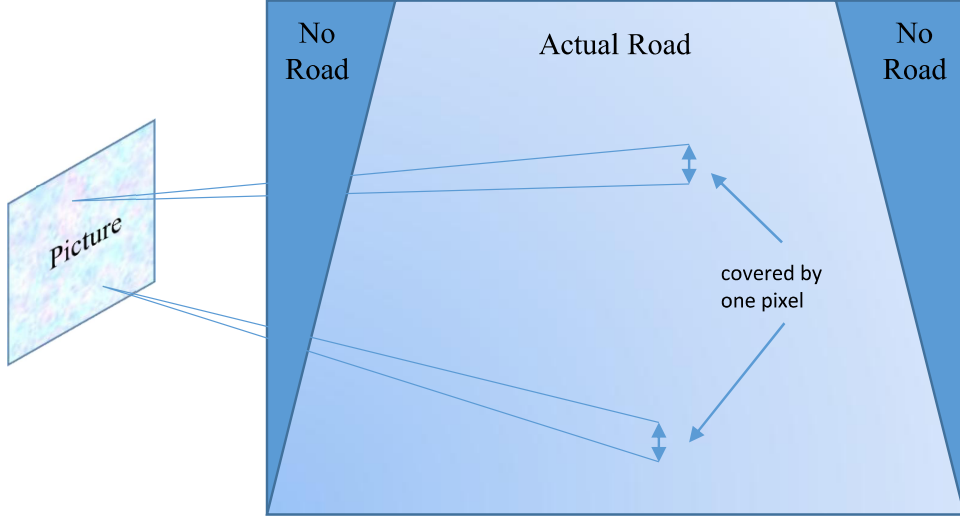 No
Road
Actual Road
No
Road
Picture
covered by
one pixel